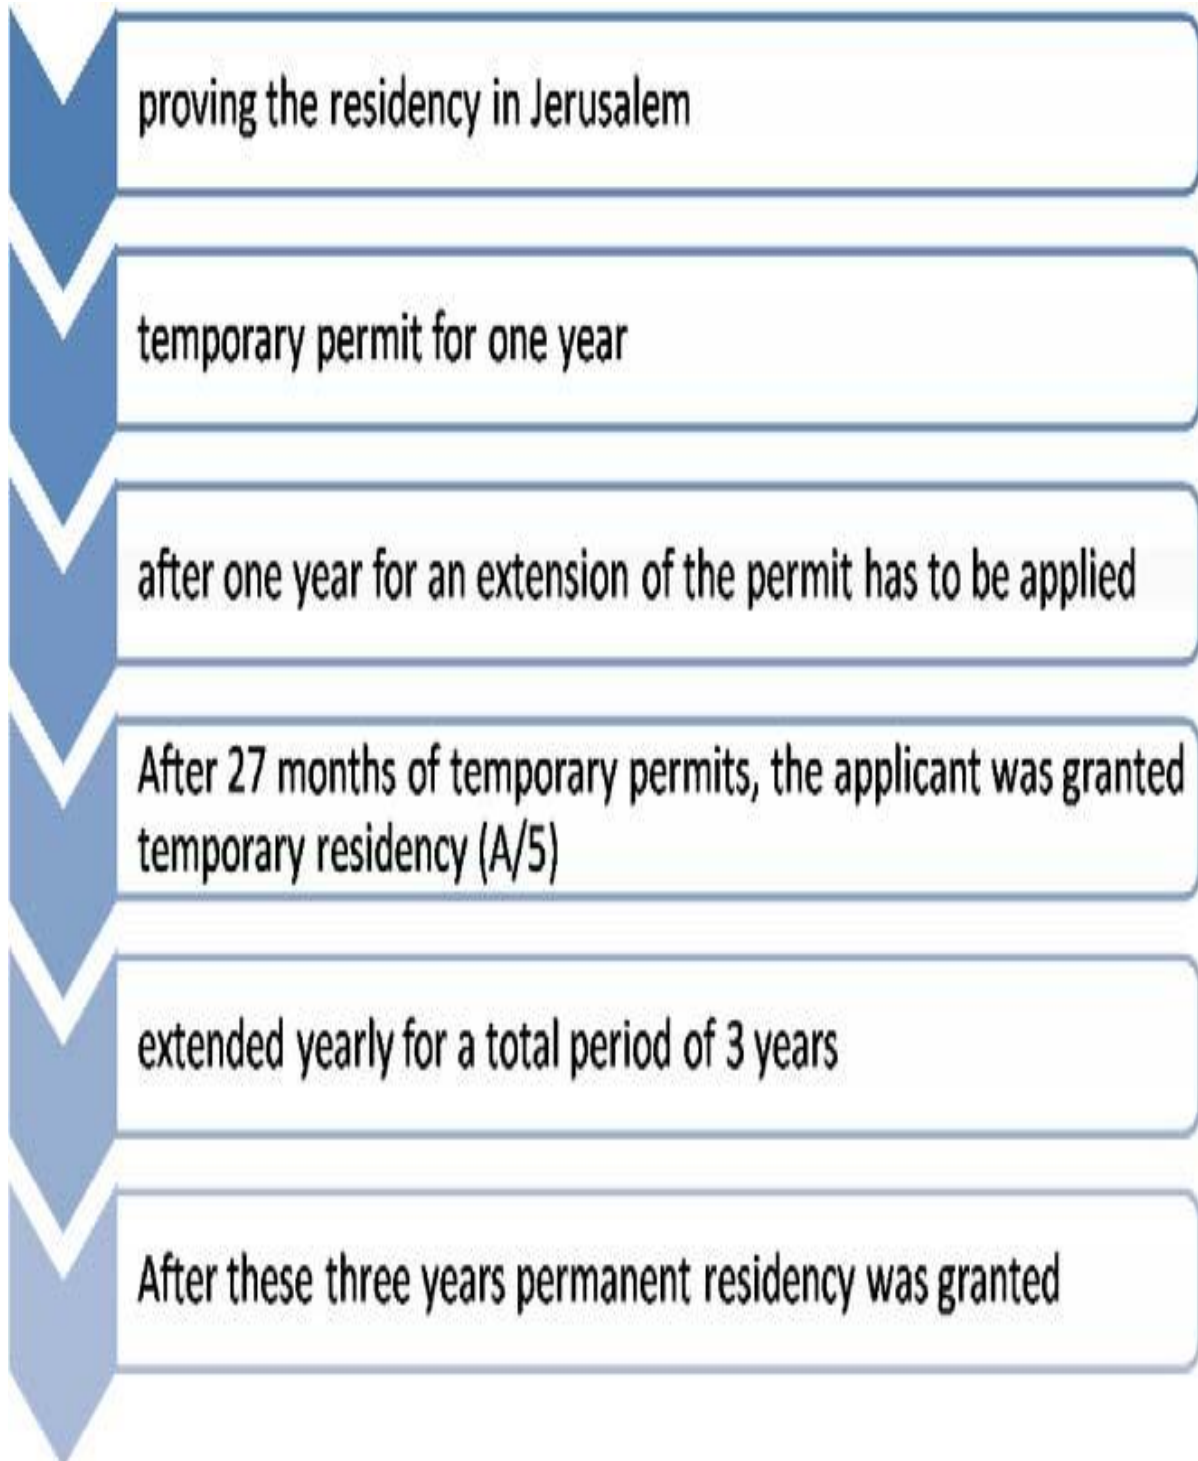 proving the residency in Jerusalem
temporary permit for one year
after one year for an extension of the permit has to be applied
After 27 months of temporary permits, the applicant was granted
temporary residency (A/5)
extended yearly for a total period of 3 years
After these three years permanent residency was granted